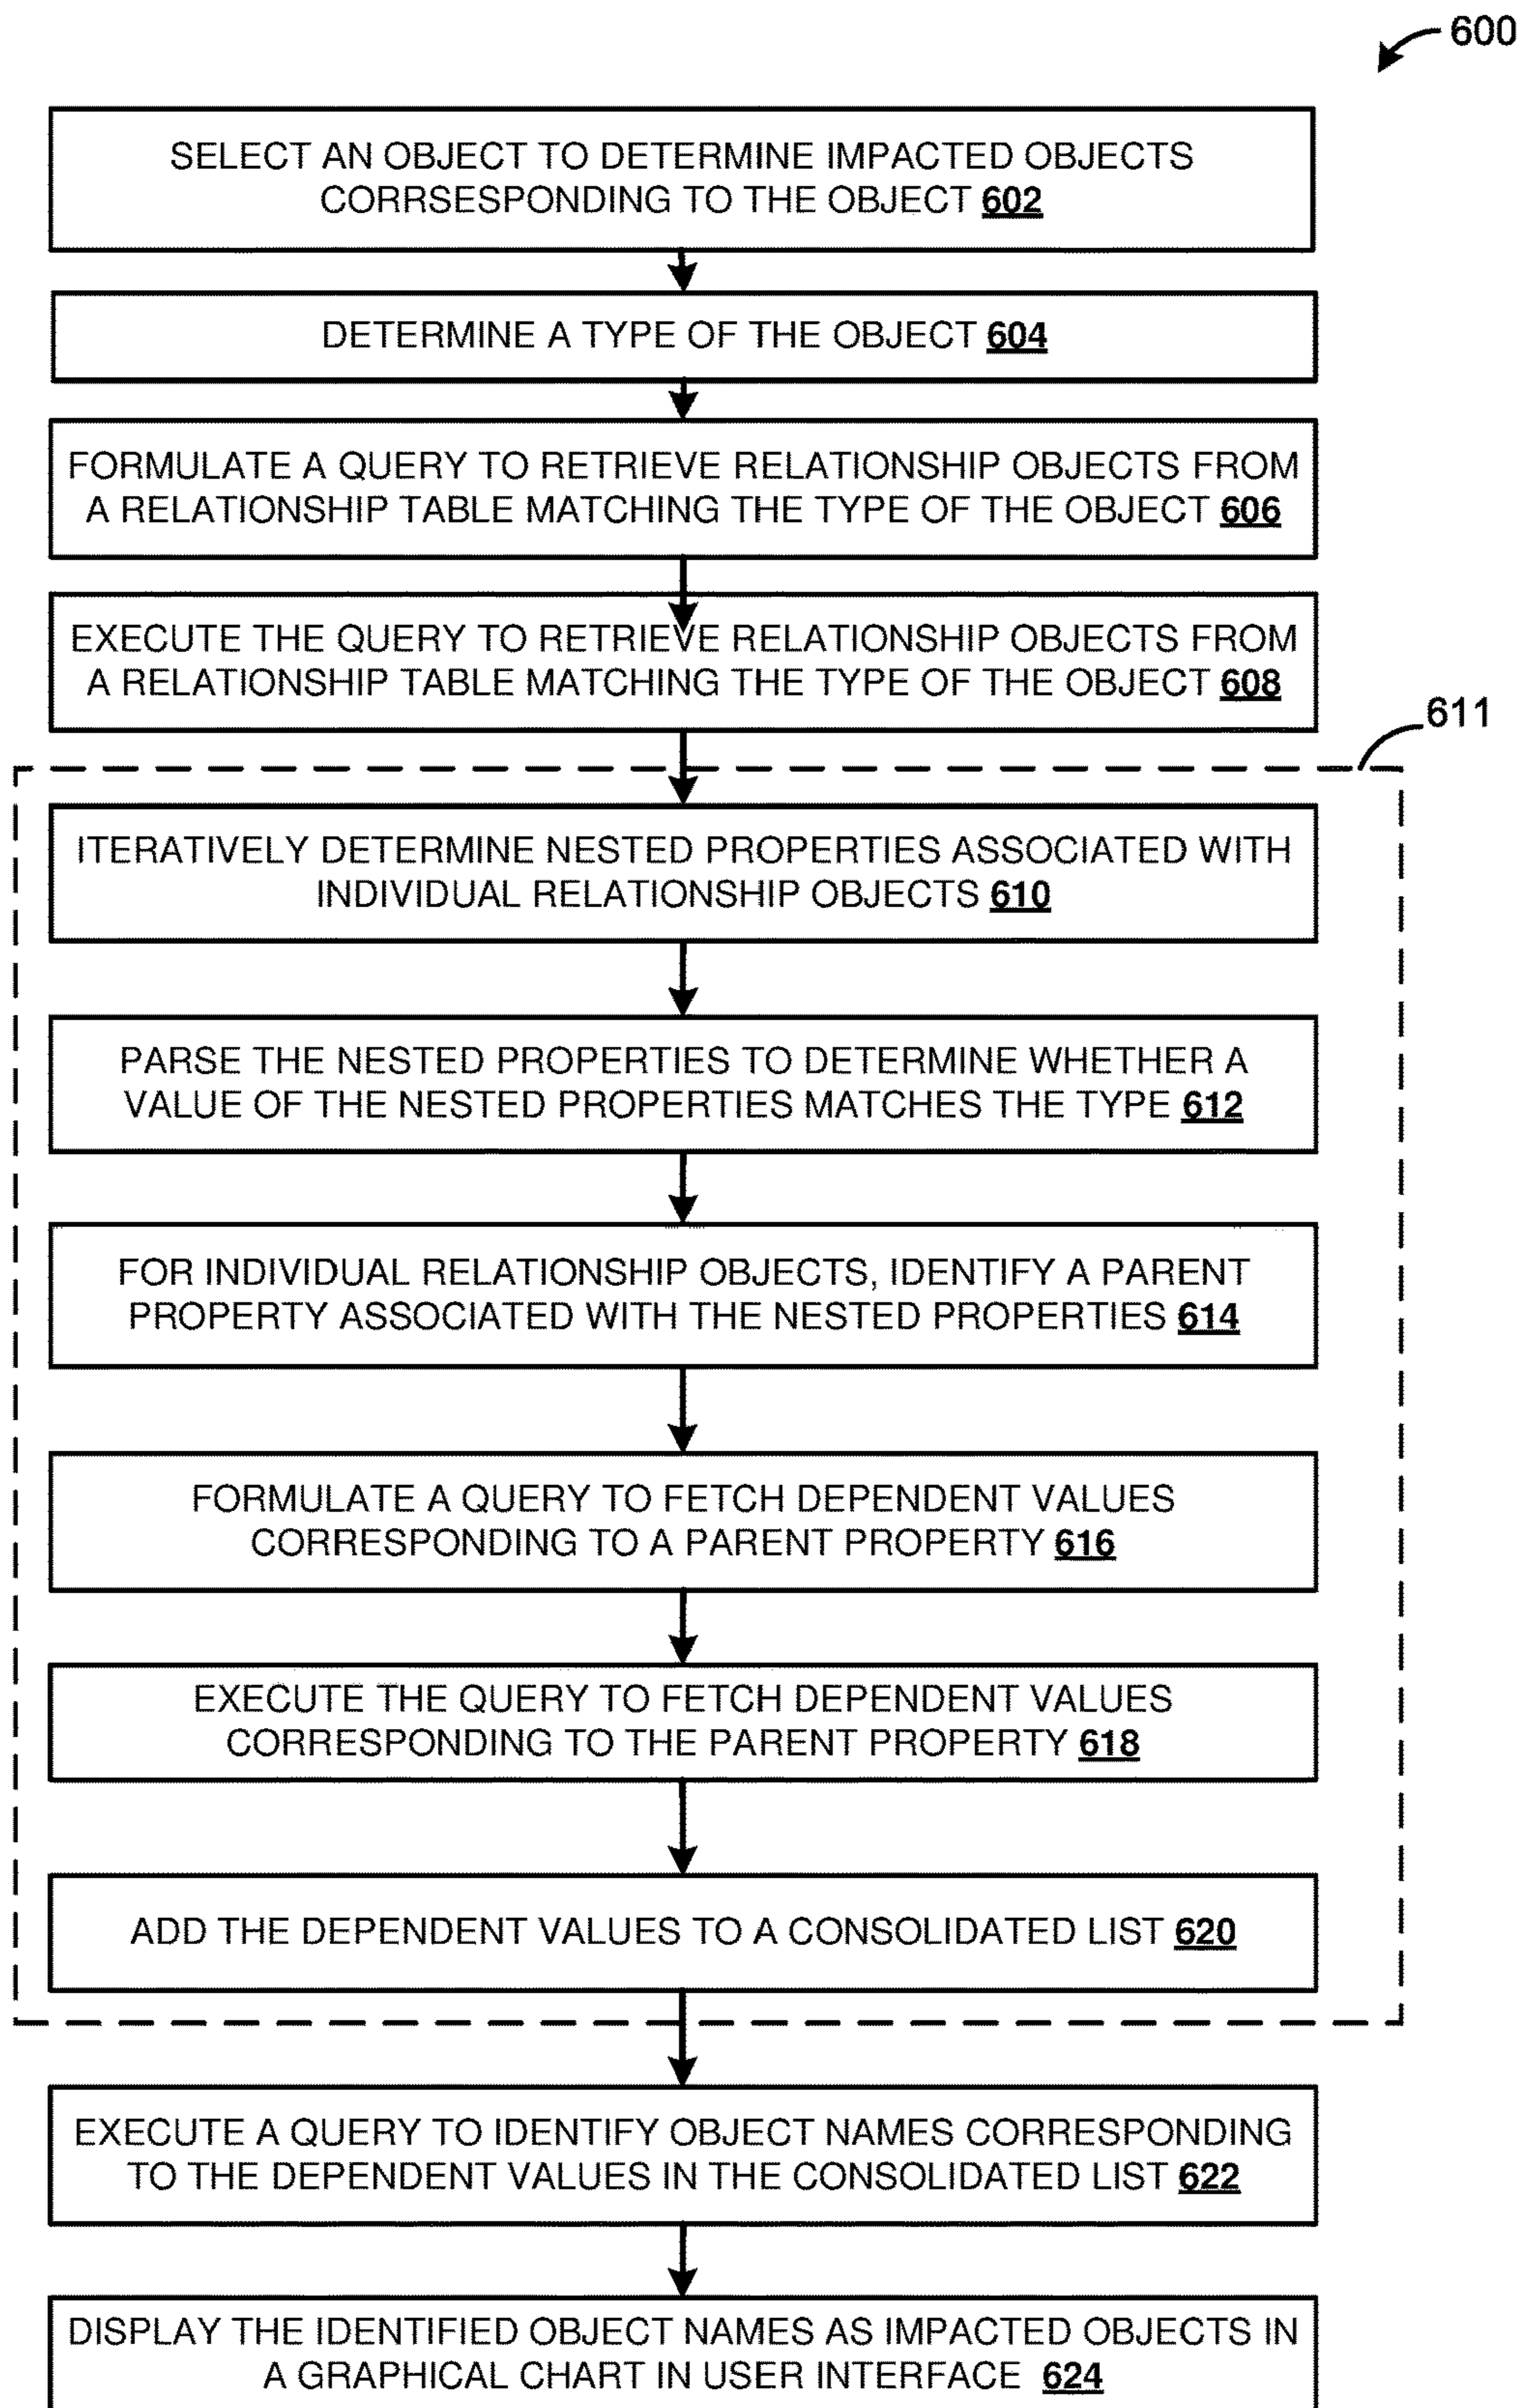 600
SELECT AN OBJECT TO DETERMINE IMPACTED OBJECTS
CORRSESPONDING TO THE OBJECT 602
DETERMINE A TYPE OF THE OBJECT 604
FORMULATE A QUERY TO RETRIEVE RELATIONSHIP OBJECTS FROM
A RELATIONSHIP TABLE MATCHING THE TYPE OF THE OBJECT 606
EXECUTE THE QUERY TO RETRIEVE RELATIONSHIP OBJECTS FROM
A RELATIONSHIP TABLE MATCHING THE TYPE OF THE OBJECT 608
611
ITERATIVELY DETERMINE NESTED PROPERTIES ASSOCIATED WITH
INDIVIDUAL RELATIONSHIP OBJECTS 610
PARSE THE NESTED PROPERTIES TO DETERMINE WHETHER A
VALUE OF THE NESTED PROPERTIES MATCHES THE TYPE 612
FOR INDIVIDUAL RELATIONSHIP OBJECTS, IDENTIFY A PARENT
PROPERTY ASSOCIATED WITH THE NESTED PROPERTIES 614
FORMULATE A QUERY TO FETCH DEPENDENT VALUES
CORRESPONDING TO A PARENT PROPERTY 616
EXECUTE THE QUERY TO FETCH DEPENDENT VALUES
CORRESPONDING TO THE PARENT PROPERTY 618
ADD THE DEPENDENT VALUES TO A CONSOLIDATED LIST 620
EXECUTE A QUERY TO IDENTIFY OBJECT NAMES CORRESPONDING
TO THE DEPENDENT VALUES IN THE CONSOLIDATED LIST 622
DISPLAY THE IDENTIFIED OBJECT NAMES AS IMPACTED OBJECTS IN
A GRAPHICAL CHART IN USER INTERFACE 624